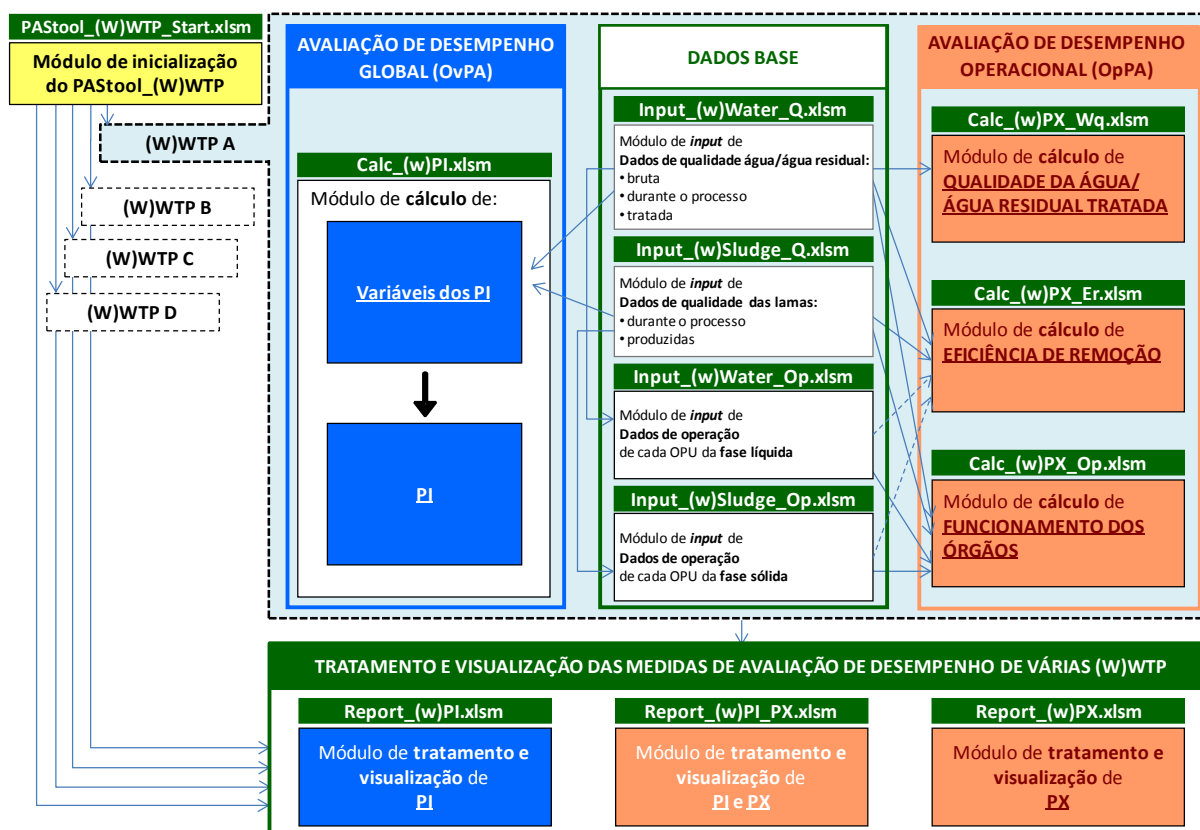 PAStool_(W)WTP_Start.xlsm
Módulo de inicialização
do PAStool_(W)WTP
(W)WTP A
(W)WTP B
(W)WTP C
(W)WTP D
AVALIAÇÃO DE DESEMPENHO
GLOBAL (OvPA)
Calc_(w)PI.xlsm
Módulo de cálculo de:
Variáveis dos PI
PI
DADOS BASE
Input_(w)Water_Q.xlsm
Módulo de input de
Dados de qualidade água/água residual:
• bruta
• durante o processo
• tratada
Input_(w)Sludge_Q.xlsm
Módulo de input de
Dados de qualidade das lamas:
• durante o processo
• produzidas
Input_(w)Water_Op.xlsm
Módulo de input de
Dados de operação
de cada OPU da fase líquida
Input_(w)Sludge_Op.xlsm
Módulo de input de
Dados de operação
de cada OPU da fase sólida
AVALIAÇÃO DE DESEMPENHO
OPERACIONAL (OpPA)
Calc_(w)PX_Wq.xlsm
Módulo de cálculo de
QUALIDADE DA ÁGUA/
ÁGUA RESIDUAL TRATADA
Calc_(w)PX_Er.xlsm
Módulo de cálculo de
EFICIÊNCIA DE REMOÇÃO
Calc_(w)PX_Op.xlsm
Módulo de cálculo de
FUNCIONAMENTO DOS
ÓRGÃOS
TRATAMENTO E VISUALIZAÇÃO DAS MEDIDAS DE AVALIAÇÃO DE DESEMPENHO DE VÁRIAS (W)WTP
Report_(w)PI.xlsm
Módulo de tratamento e
visualização de
PI
Report_(w)PI_PX.xlsm
Módulo de tratamento e
visualização de
PI e PX
Report_(w)PX.xlsm
Módulo de tratamento e
visualização de
PX